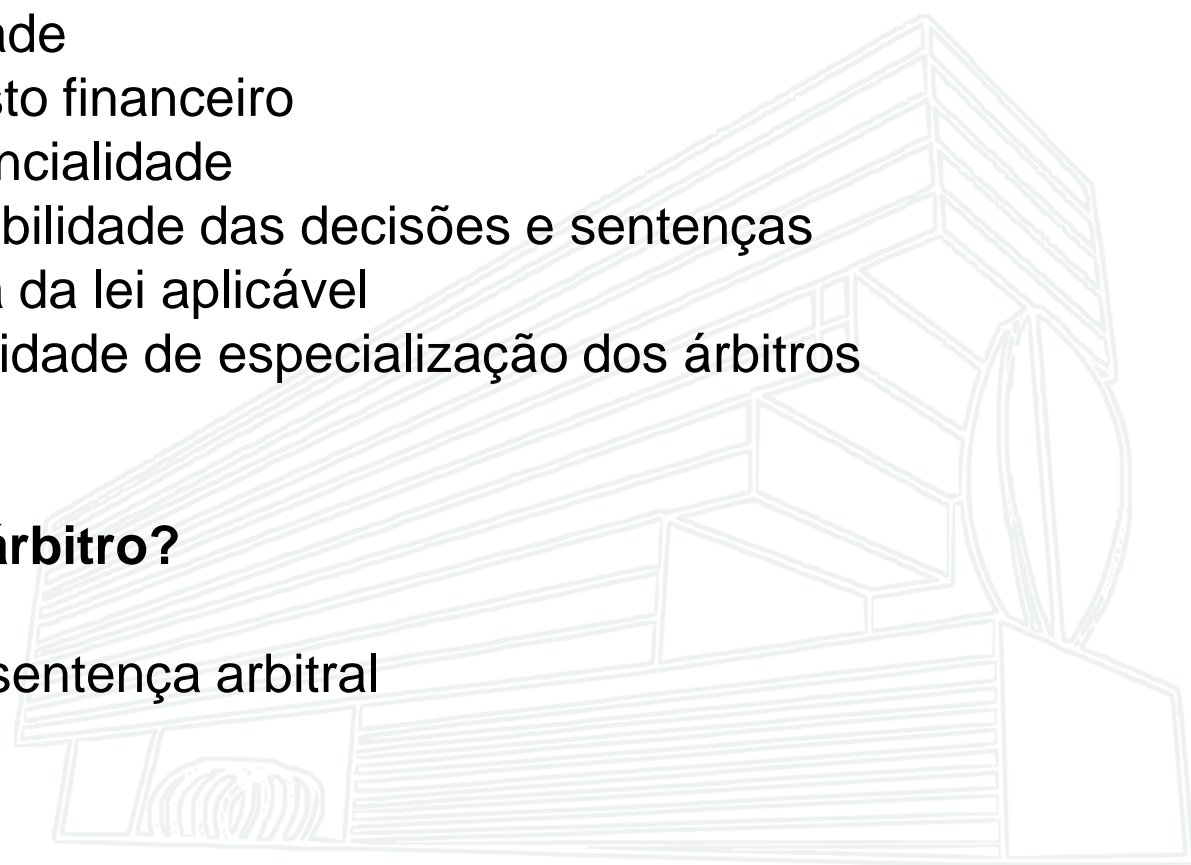 ade
sto financeiro
ncialidade
bilidade das decisões e sentenças
a da lei aplicável
idade de especialização dos árbitros
árbitro?
sentença arbitral